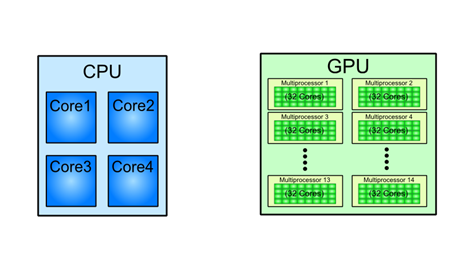 CPU
Core1 Core2
Core3 Core4
GPU
Multiprocessor 1 Multiprocessor 2
(32 Cores) (32 Cores)
Multiprocessor 3 Multiprocessor 4
(32 Cores) (32 Cores)
Multiprocessor 13 Multiprocessor 14
(32 Cores) (32 Cores)